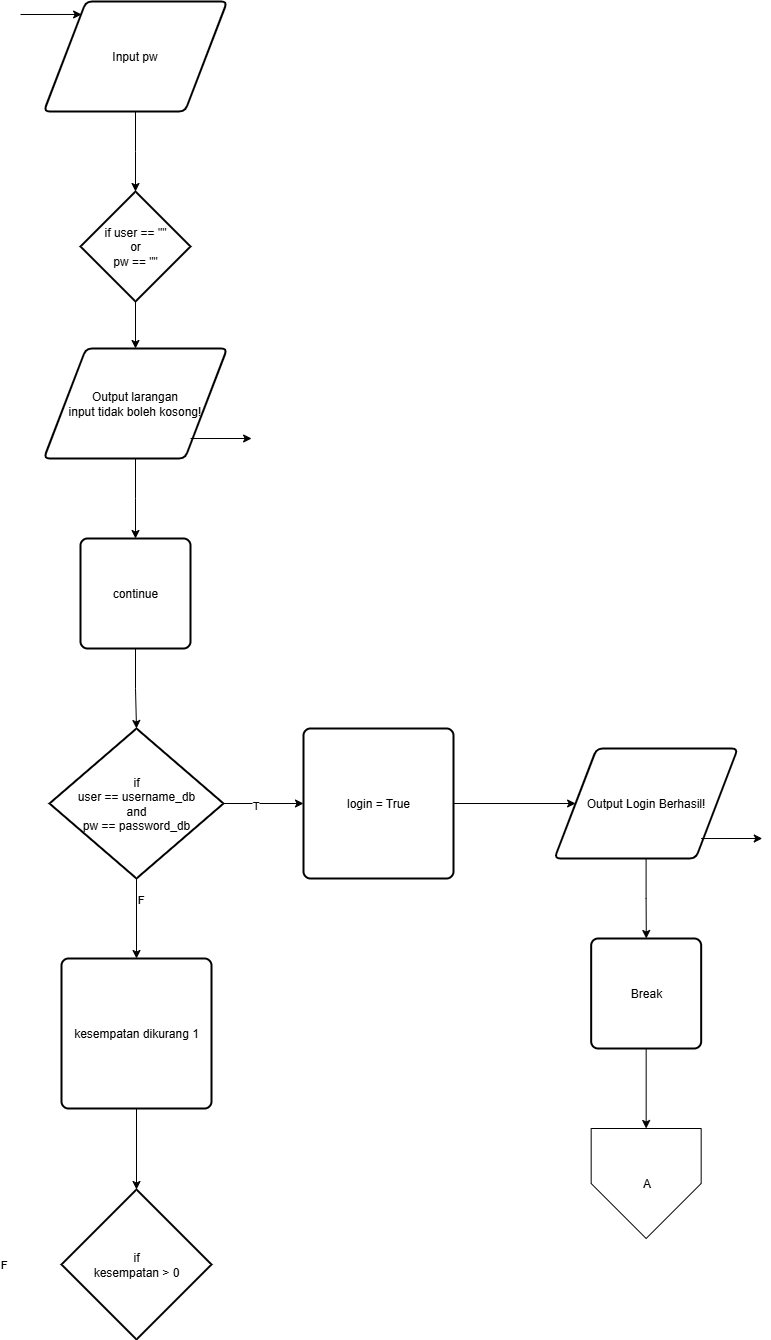 Input pw
if user == ""
or
pw == ""
Output larangan
input tidak boleh kosong!
continue
if
user == username_db
and
pw == password_db
T
login = True
Output Login Berhasil!
F
kesempatan dikurang 1
Break
A
if
kesempatan > 0
F